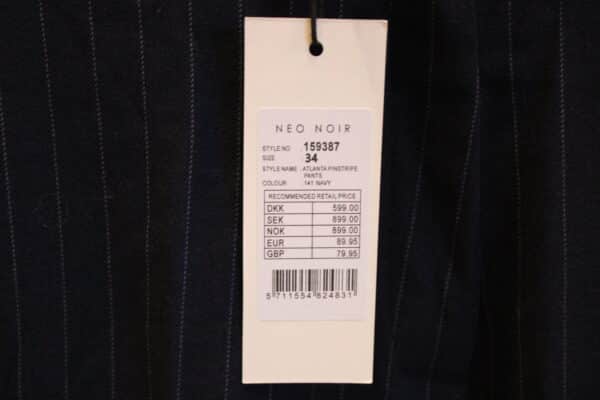 NEO NOIR
STYLE NO : 159387
SIZE : 34
STYLE NAME : ATLANTA PINSTRIPE
PANTS
COLOUR : 141 NAVY
RECOMMENDED RETAIL PRICE
DKK 599.00
SEK 899.00
NOK 899.00
EUR 89.95
GBP 79.95
5 711554 624831